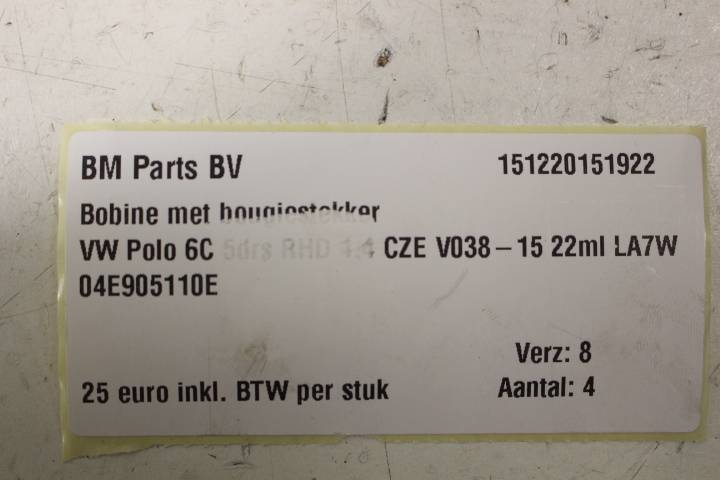 BM Parts BV 151220151922
Bobine met bougiestekker
VW Polo 6C 5drs RHD 1.4 CZE V038 – 15 22ml LA7W
04E905110E
Verz: 8
25 euro inkl. BTW per stuk Aantal: 4